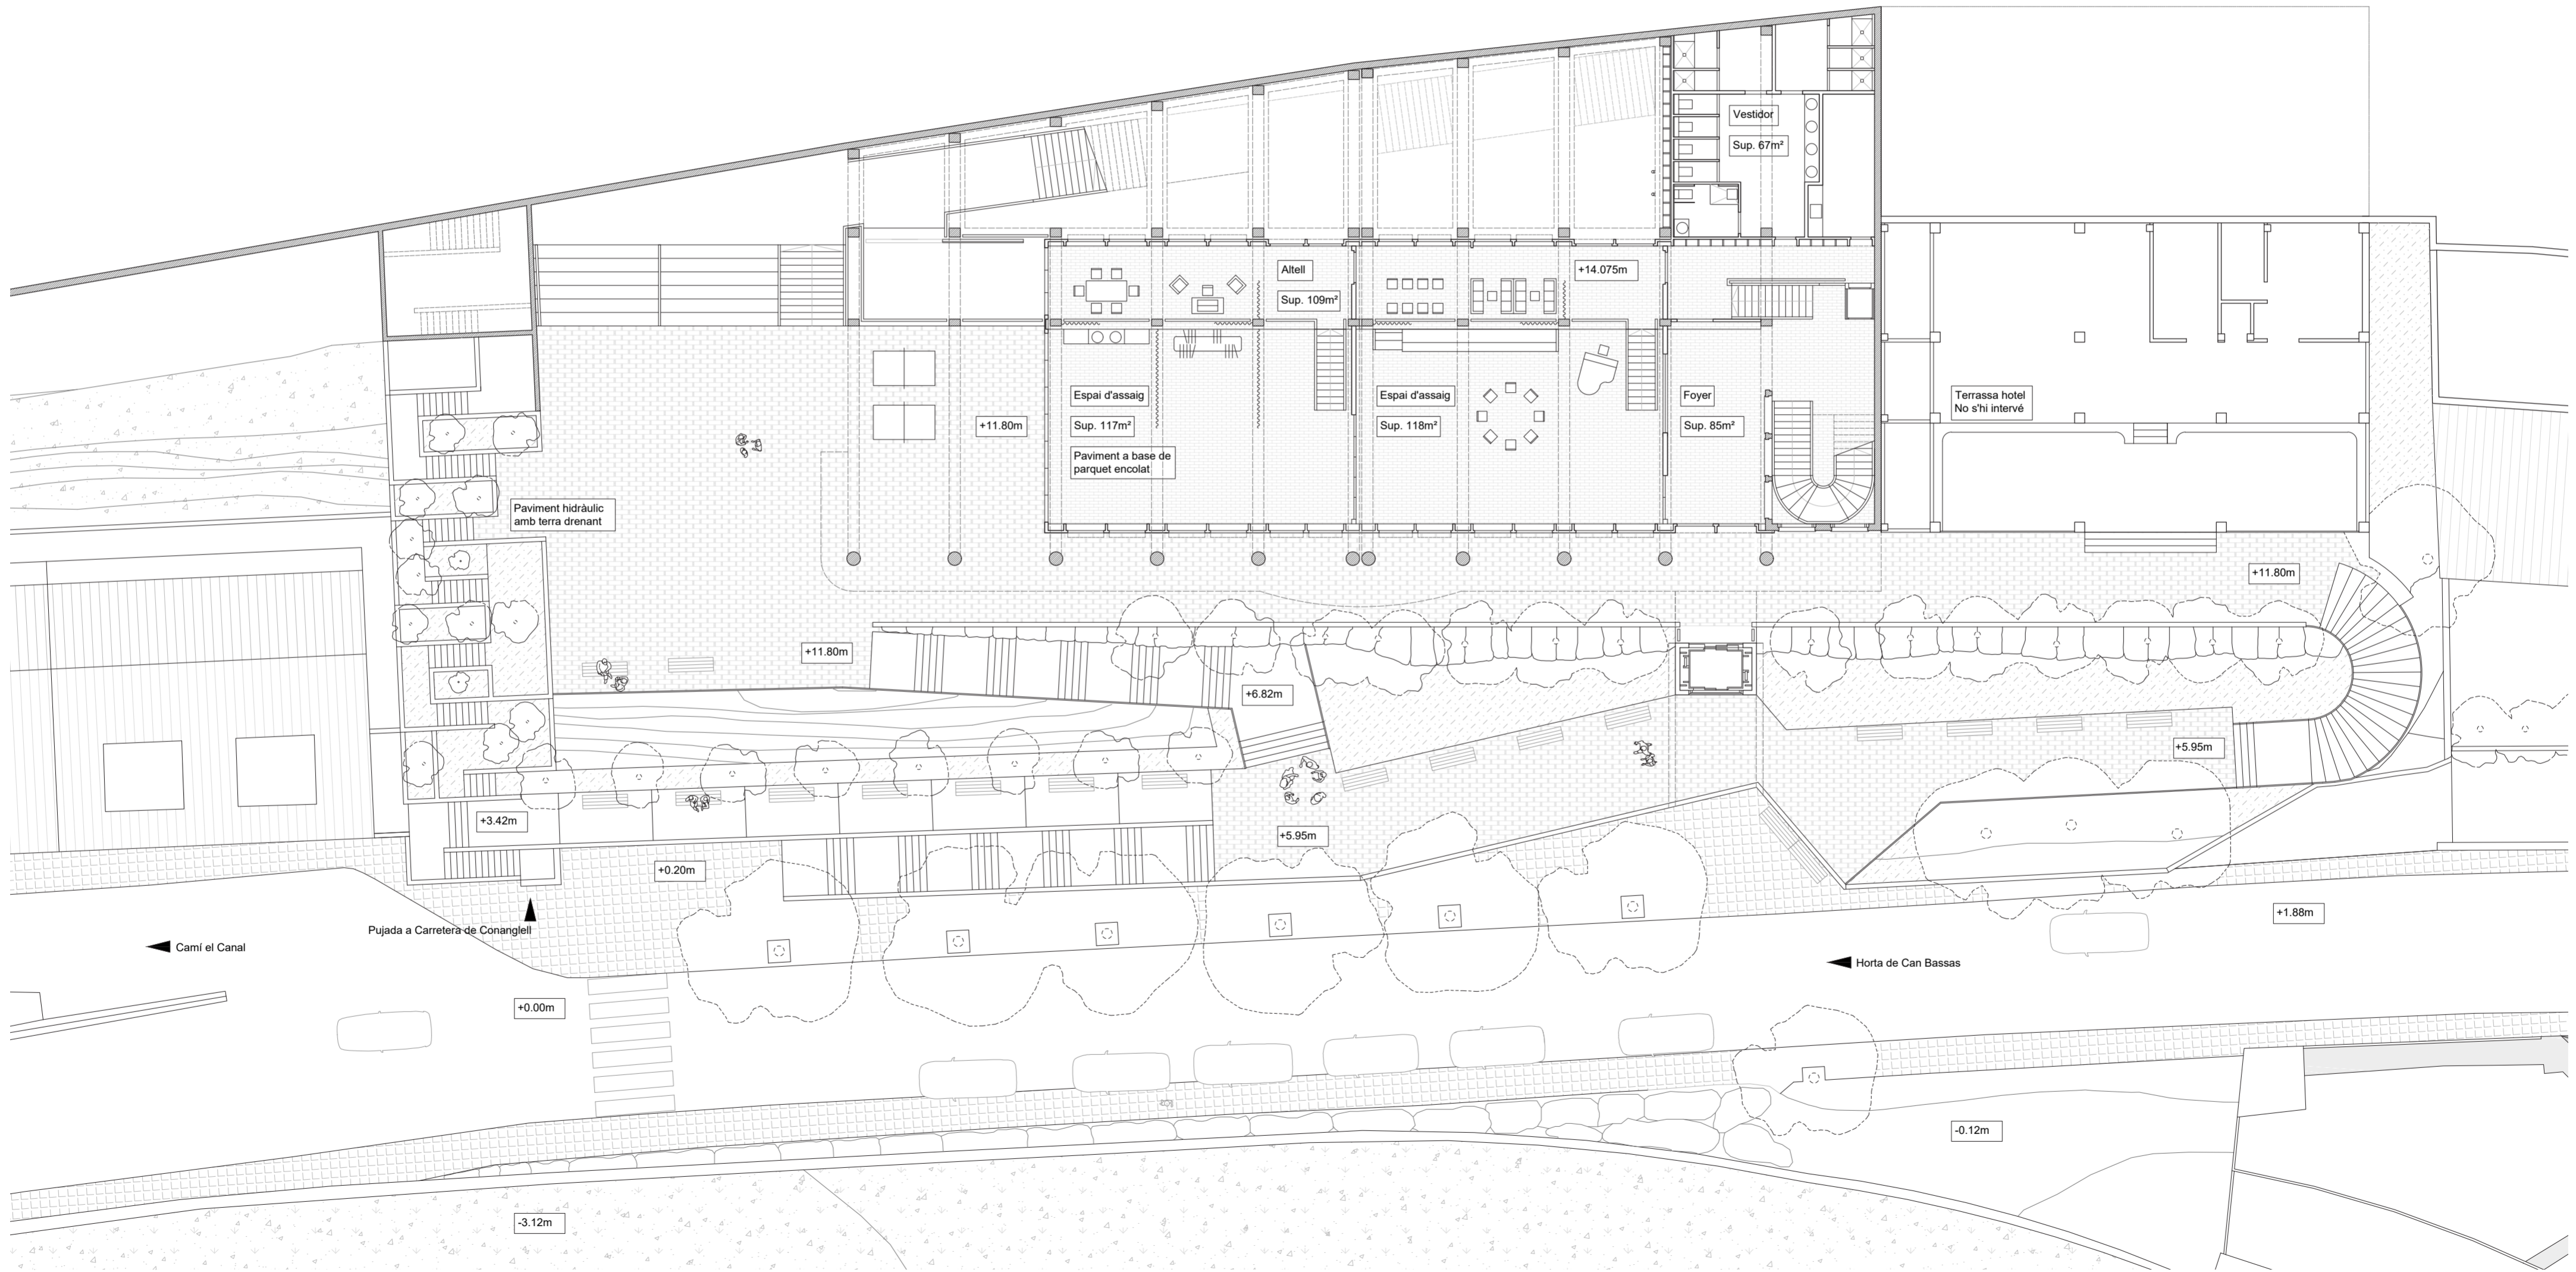 Vestidor
Sup. 67m²
Altell
Sup. 109m²
+14.075m
Espai d'assaig
Sup. 117m²
Paviment a base de
parquet encolat
Espai d'assaig
Sup. 118m²
Foyer
Sup. 85m²
Terrassa hotel
No s'hi intervé
+11.80m
Paviment hidràulic
amb terra drenant
+11.80m
+11.80m
+6.82m
+5.95m
+5.95m
+3.42m
+0.20m
+1.88m
Pujada a Carretera de Conanglell
Camí el Canal
Horta de Can Bassas
+0.00m
-0.12m
-3.12m